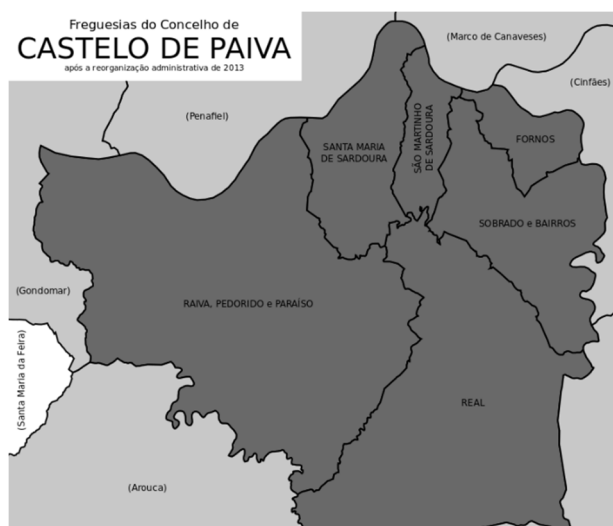 Freguesias do Concelho de
CASTELO DE PAIVA
após a reorganização administrativa de 2013
(Marco de Canaveses)
(Cinfães)
(Penafiel)
SANTA MARIA
DE SARDOURA
SÃO MARTINHO
DE SARDOURA
FORNOS
SOBRADO e BAIRROS
(Gondomar)
RAIVA, PEDORIDO e PARAÍSO
(Santa Maria da Feira)
REAL
(Arouca)